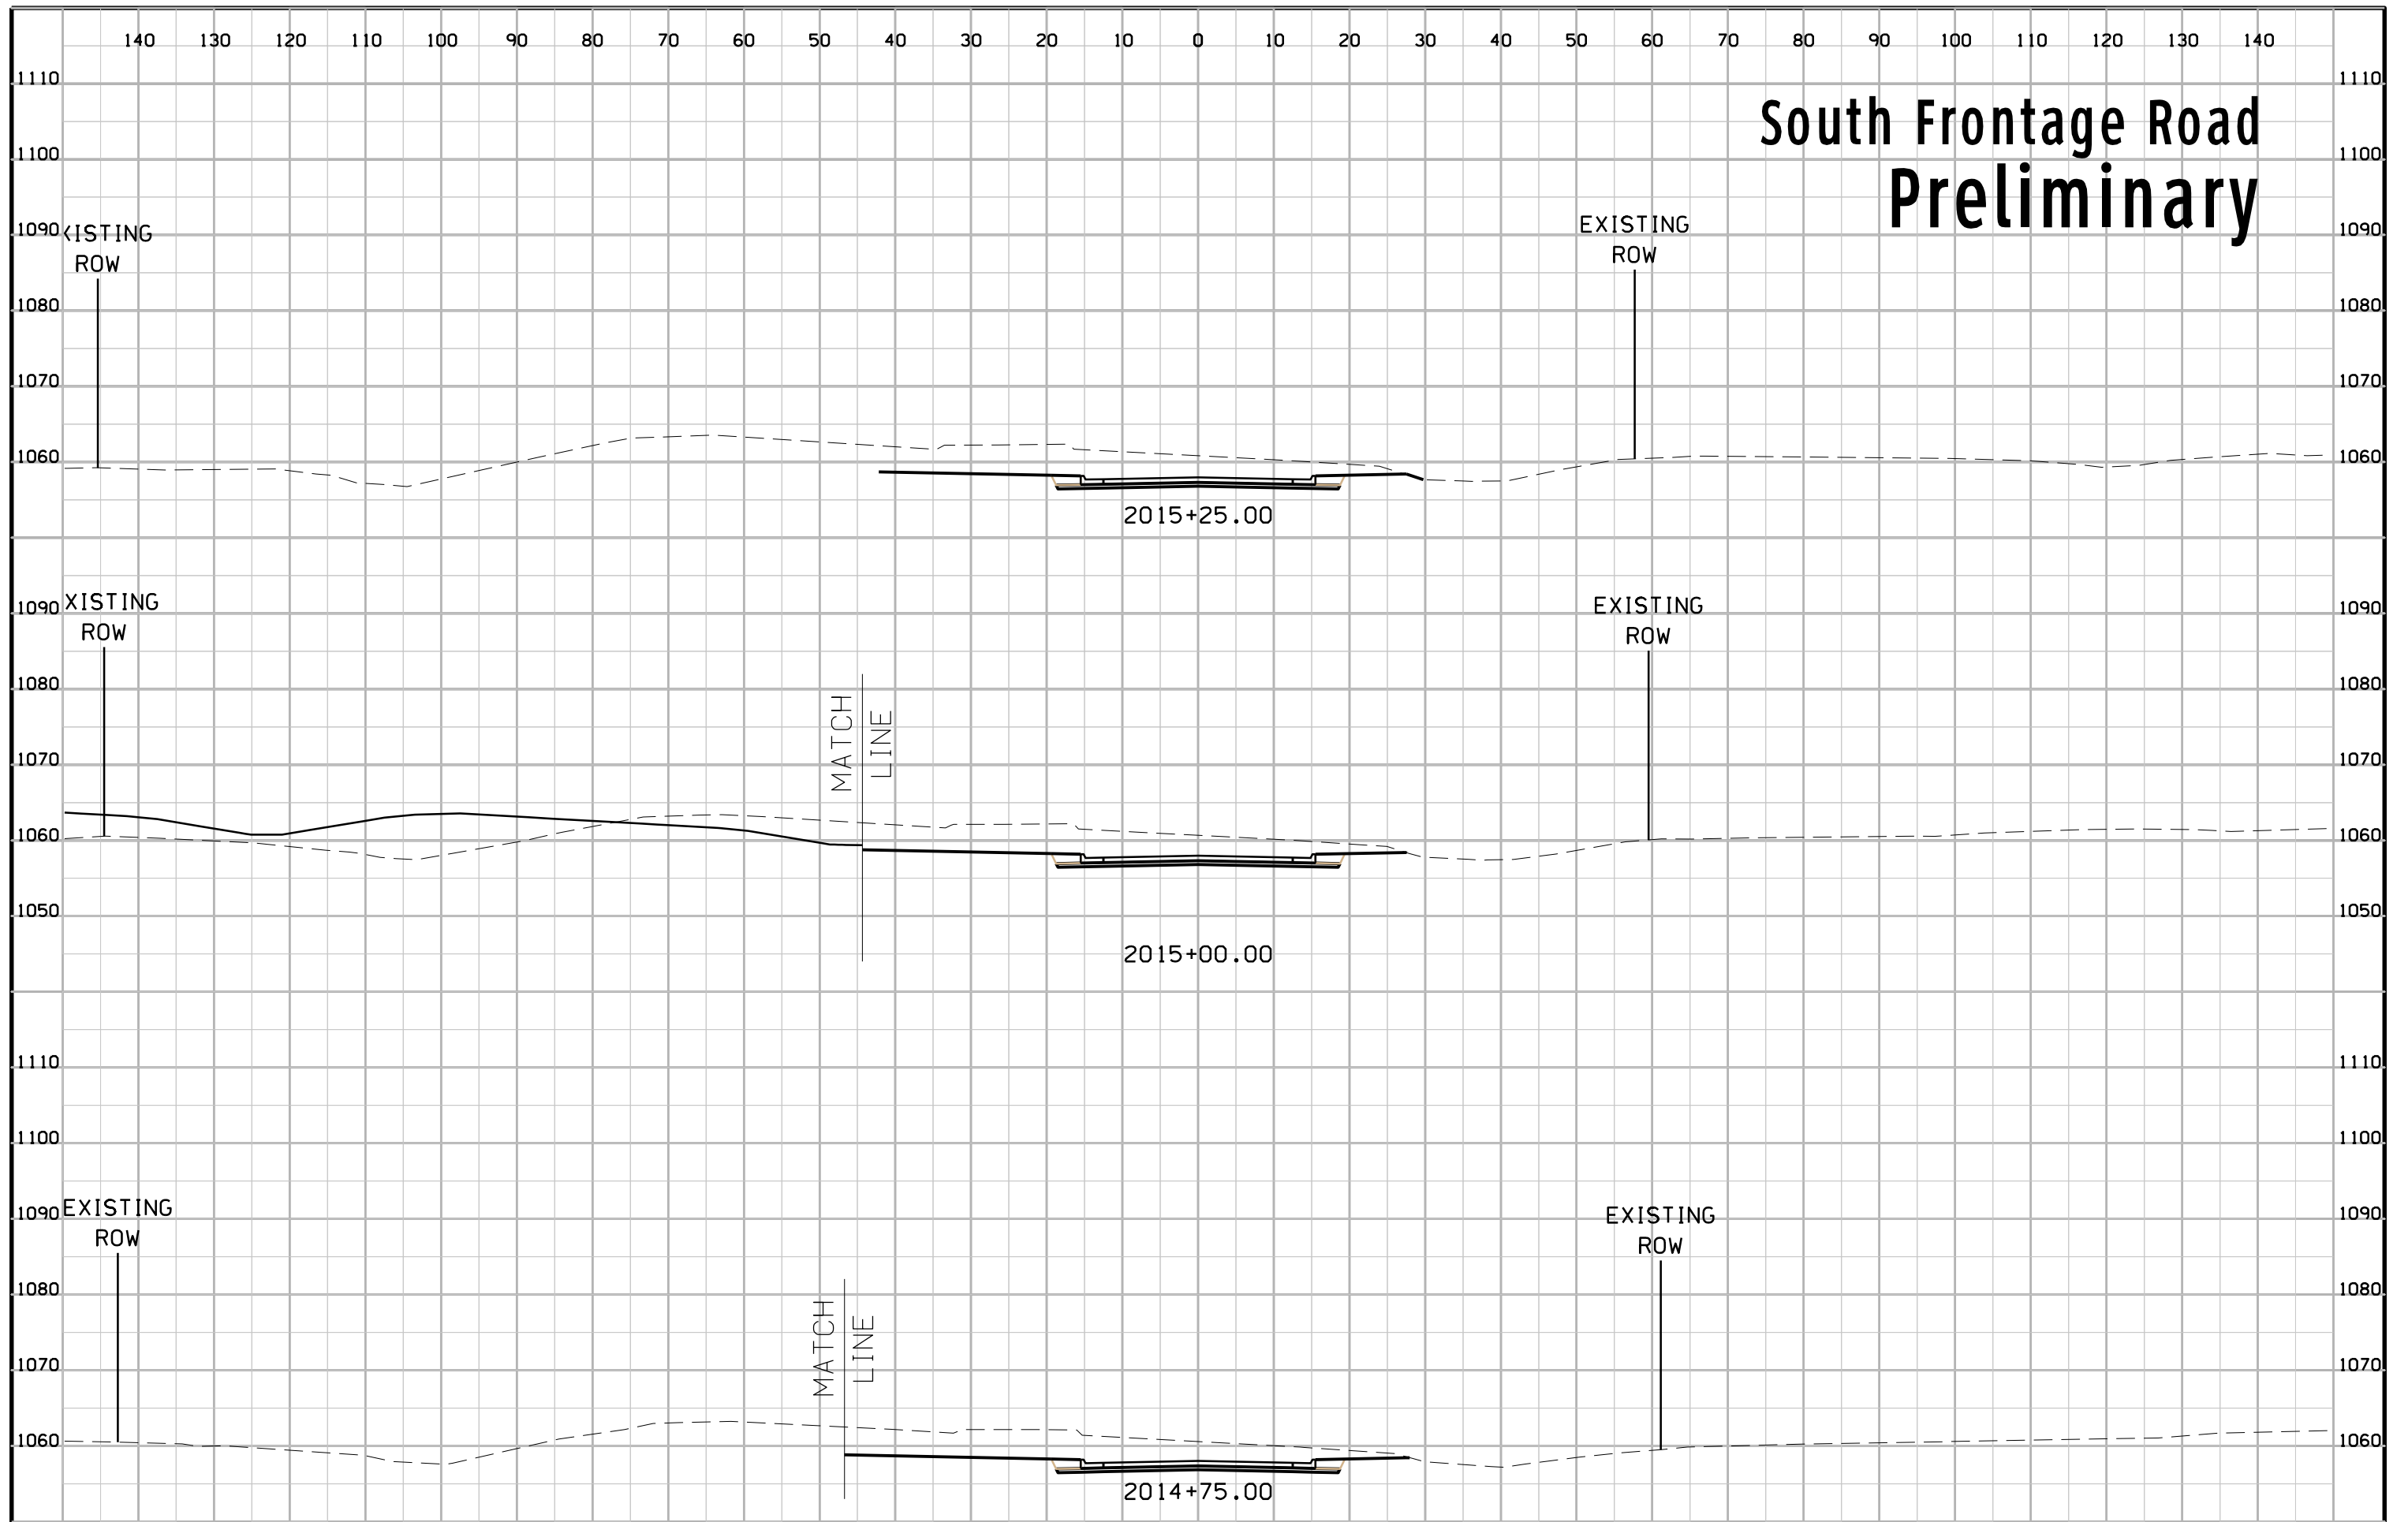 140 130 120 110 100 90 80 70 60 50 40 30 20 10 0 10 20 30 40 50 60 70 80 90 100 110 120 130 140
1110 1110
South Frontage Road
1100 1100
Preliminary
1090 XISTING EXISTING 1090
ROW ROW
1080 1080
1070 1070
1060 1060
2015+25.00
1090 XISTING EXISTING 1090
ROW ROW
1080 1080
MATCH
LINE
1070 1070
1060 1060
1050 1050
2015+00.00
1110 1110
1100 1100
1090 EXISTING EXISTING 1090
ROW ROW
1080 1080
MATCH
LINE
1070 1070
1060 1060
2014+75.00